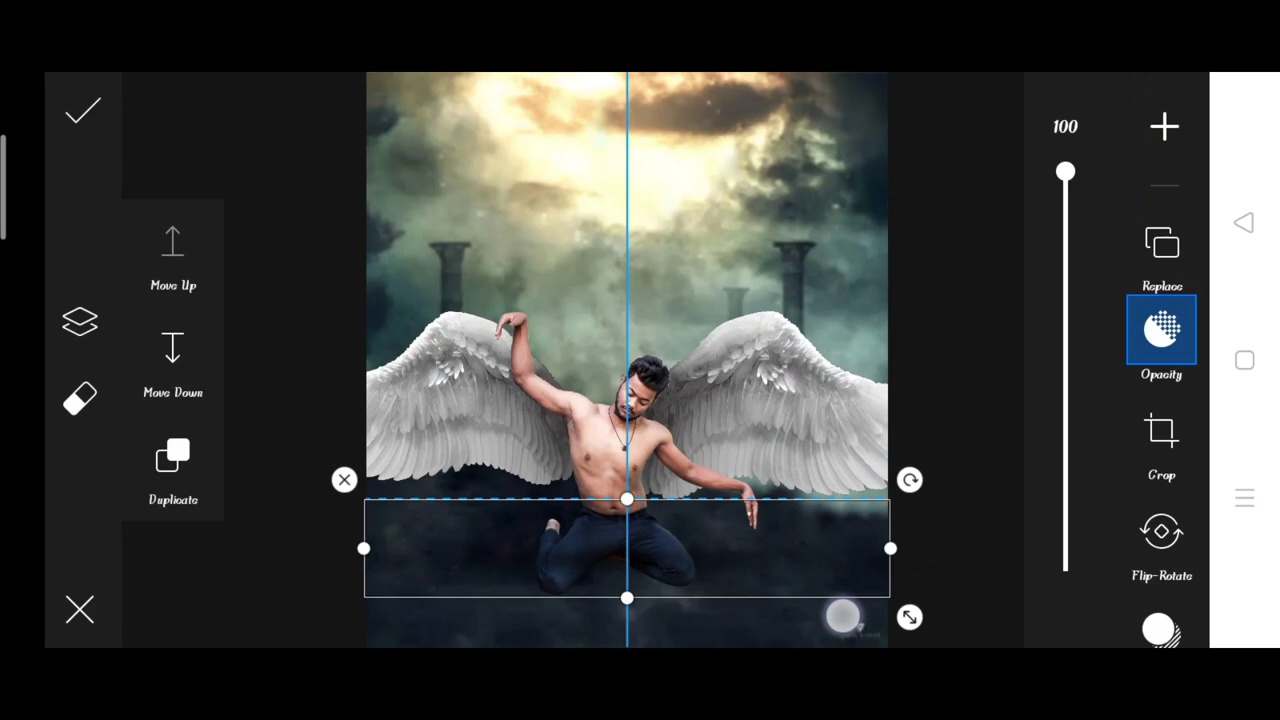 100
Move Up
Replace
Move Down
Opacity
Crop
Duplicate
Flip-Rotate